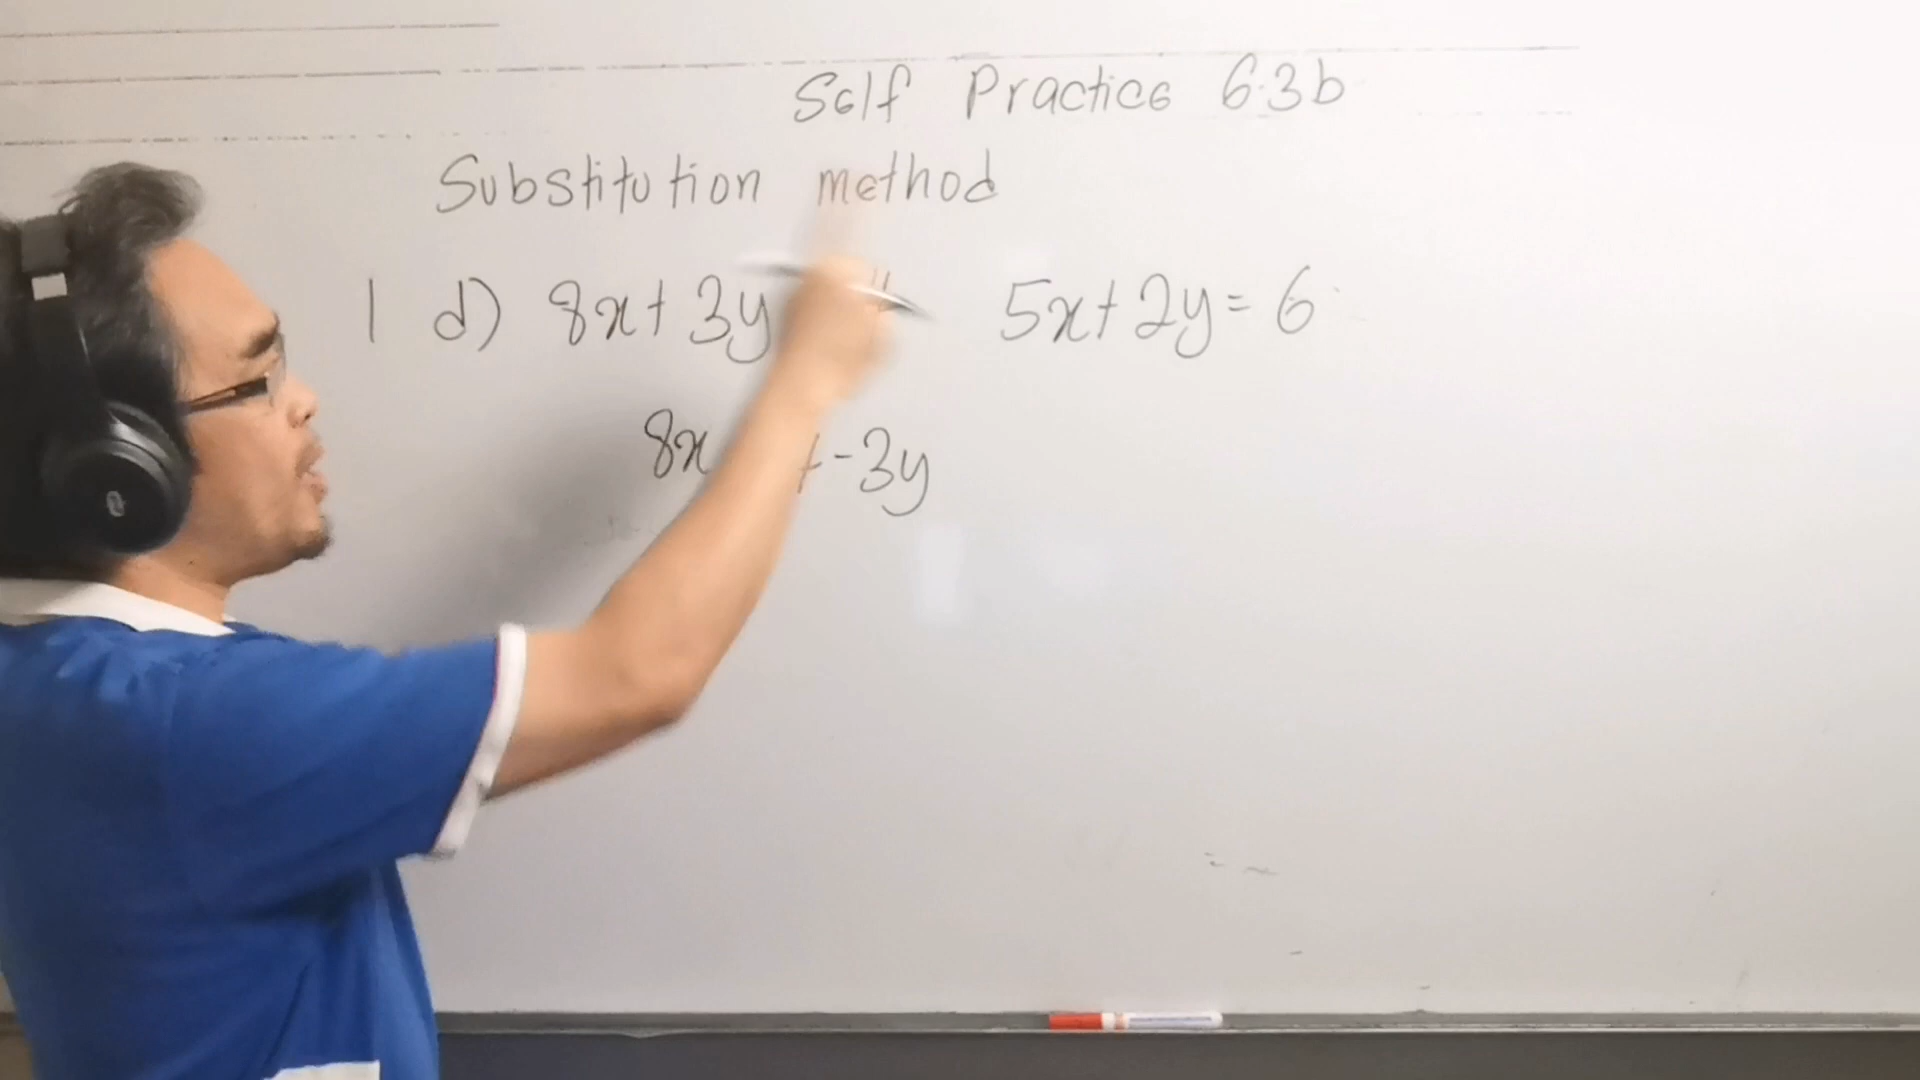 Self Practice 6.3b
Substitution method
1 d) 8x+3y 5x+2y=6
8x -3y